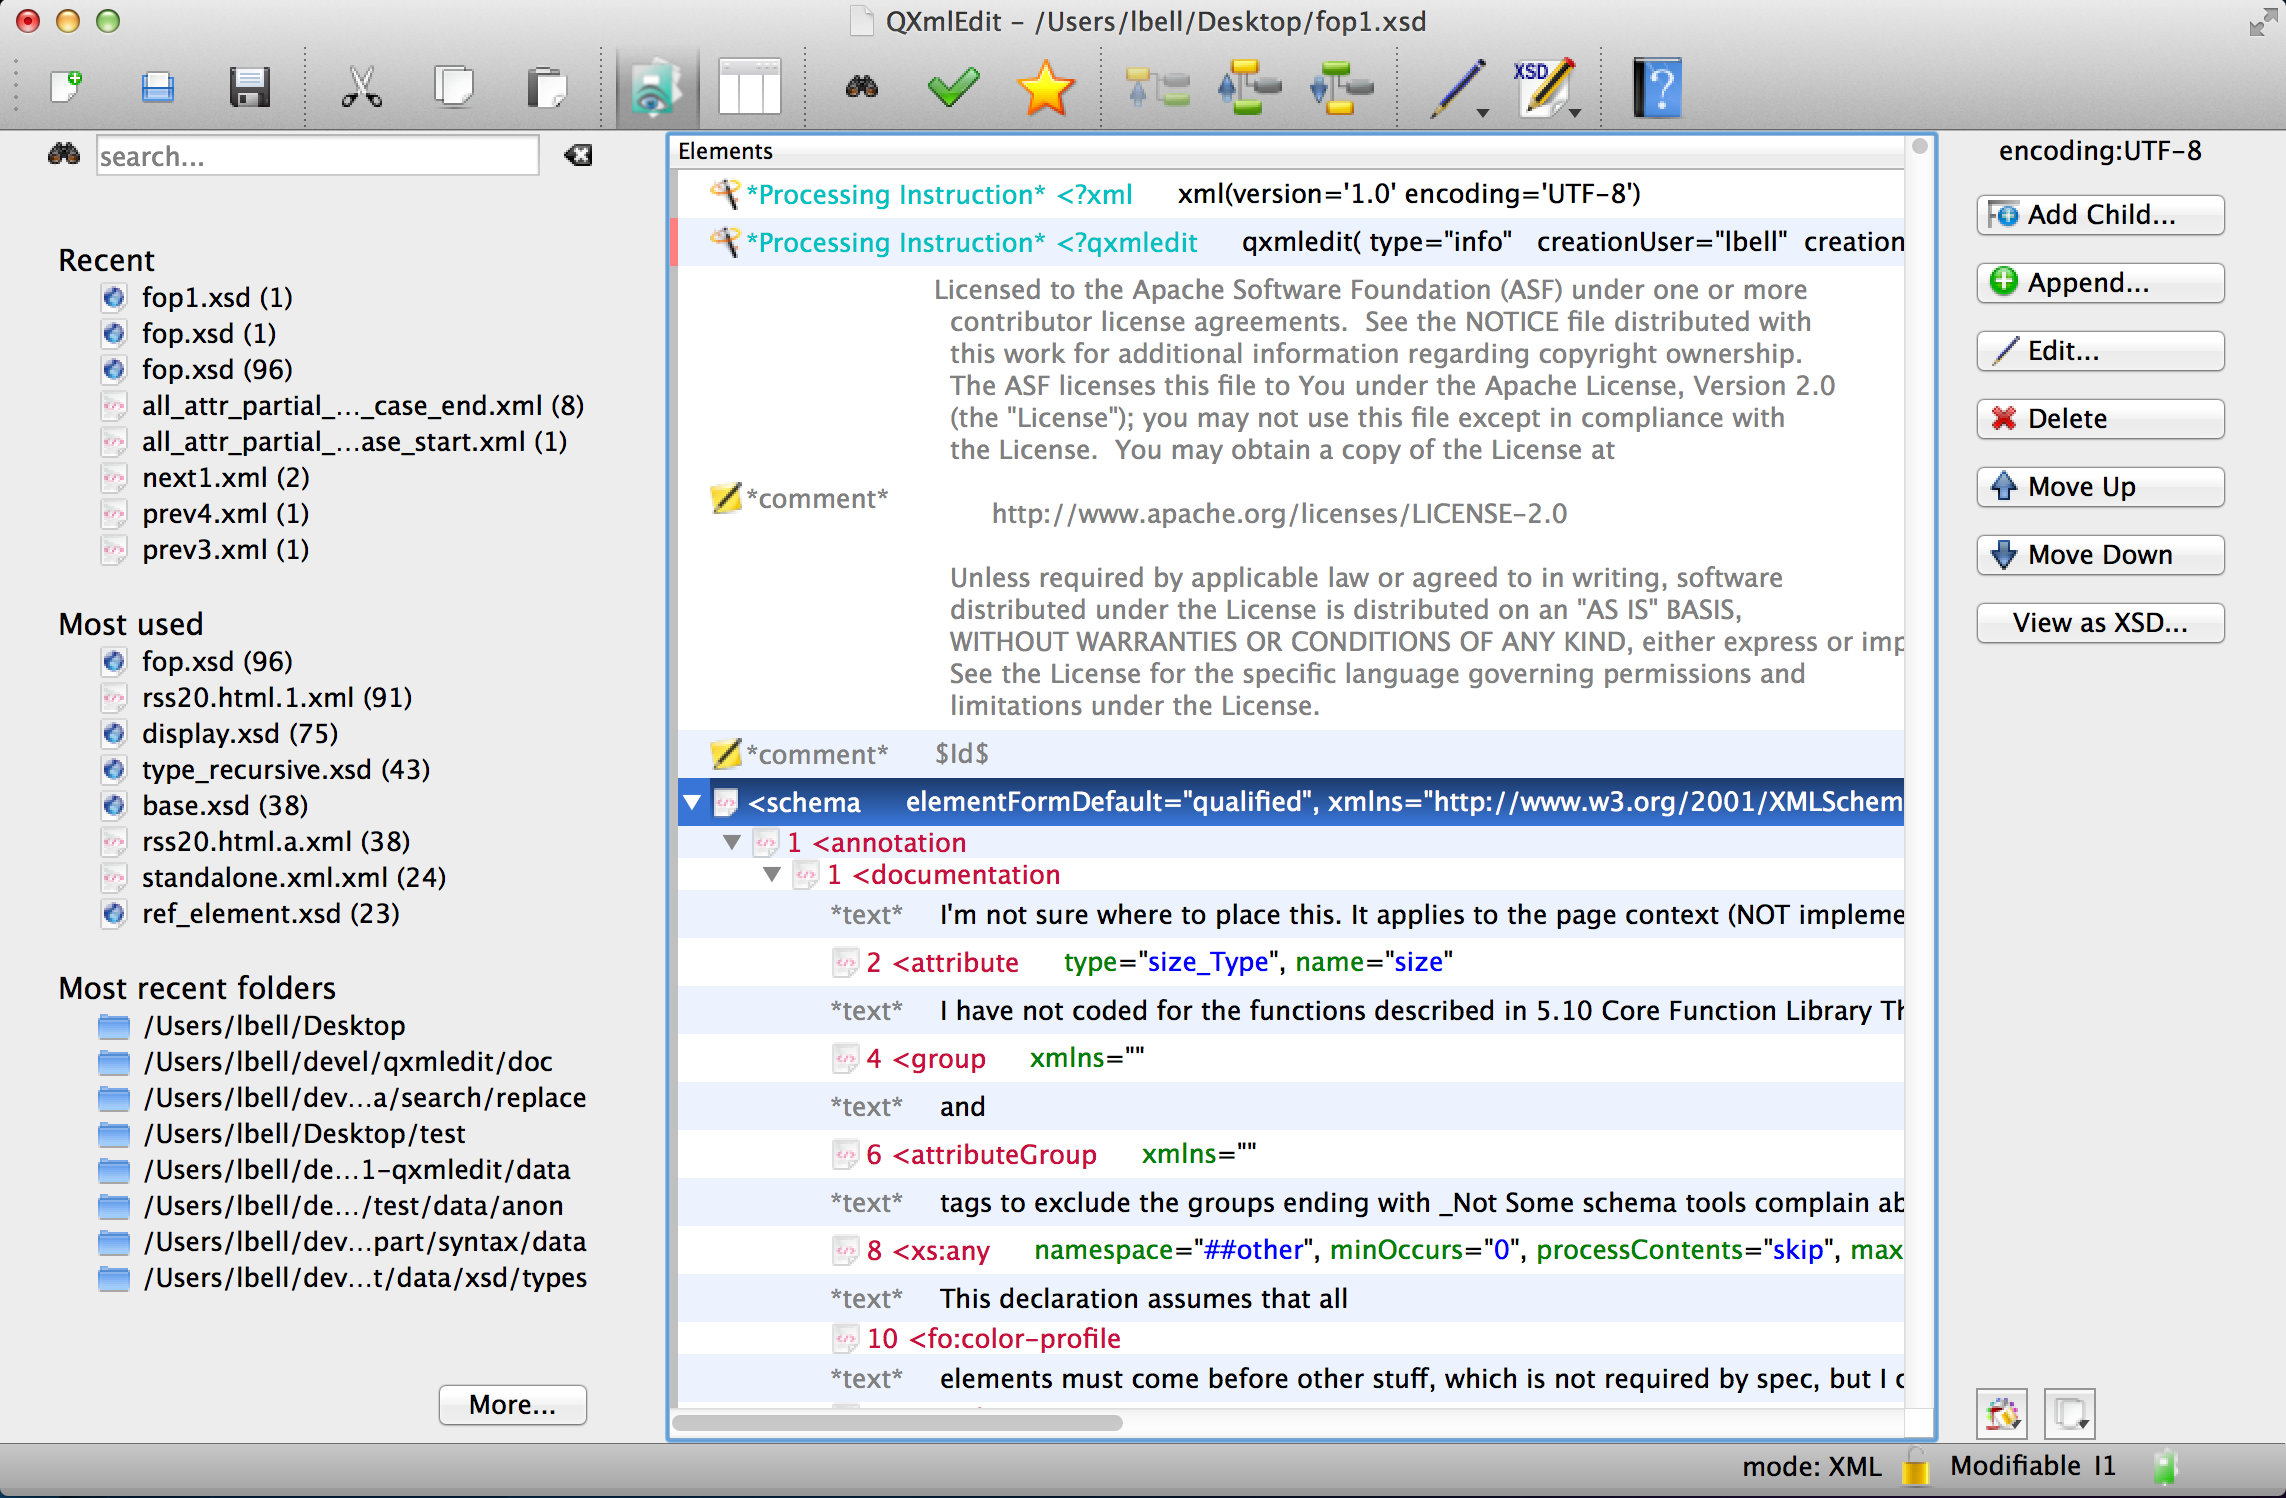 QXmlEdit - /Users/lbell/Desktop/fop1.xsd
XSD
search...
Recent
fop1.xsd (1)
fop.xsd (1)
fop.xsd (96)
all_attr_partial_..._case_end.xml (8)
all_attr_partial_...ase_start.xml (1)
next1.xml (2)
prev4.xml (1)
prev3.xml (1)
Most used
fop.xsd (96)
rss20.html.1.xml (91)
display.xsd (75)
type_recursive.xsd (43)
base.xsd (38)
rss20.html.a.xml (38)
standalone.xml.xml (24)
ref_element.xsd (23)
Most recent folders
/Users/lbell/Desktop
/Users/lbell/devel/qxmledit/doc
/Users/lbell/dev...a/search/replace
/Users/lbell/Desktop/test
/Users/lbell/de...1-qxmledit/data
/Users/lbell/de.../test/data/anon
/Users/lbell/dev...part/syntax/data
/Users/lbell/dev...t/data/xsd/types
More...
Elements
*Processing Instruction* <?xml xml(version='1.0' encoding='UTF-8')
*Processing Instruction* <?qxmledit qxmledit( type="info" creationUser="lbell" creation
Licensed to the Apache Software Foundation (ASF) under one or more
contributor license agreements. See the NOTICE file distributed with
this work for additional information regarding copyright ownership.
The ASF licenses this file to You under the Apache License, Version 2.0
(the "License"); you may not use this file except in compliance with
the License. You may obtain a copy of the License at
*comment*
http://www.apache.org/licenses/LICENSE-2.0
Unless required by applicable law or agreed to in writing, software
distributed under the License is distributed on an "AS IS" BASIS,
WITHOUT WARRANTIES OR CONDITIONS OF ANY KIND, either express or imp
See the License for the specific language governing permissions and
limitations under the License.
*comment* $Id$
<schema elementFormDefault="qualified", xmlns="http://www.w3.org/2001/XMLSchem
1 <annotation
1 <documentation
*text* I'm not sure where to place this. It applies to the page context (NOT impleme
2 <attribute type="size_Type", name="size"
*text* I have not coded for the functions described in 5.10 Core Function Library Th
4 <group xmlns=""
*text* and
6 <attributeGroup xmlns=""
*text* tags to exclude the groups ending with _Not Some schema tools complain ab
8 <xs:any namespace="##other", minOccurs="0", processContents="skip", max
*text* This declaration assumes that all
10 <fo:color-profile
*text* elements must come before other stuff, which is not required by spec, but I c
encoding:UTF-8
Add Child...
Append...
Edit...
Delete
Move Up
Move Down
View as XSD...
mode: XML Modifiable I1